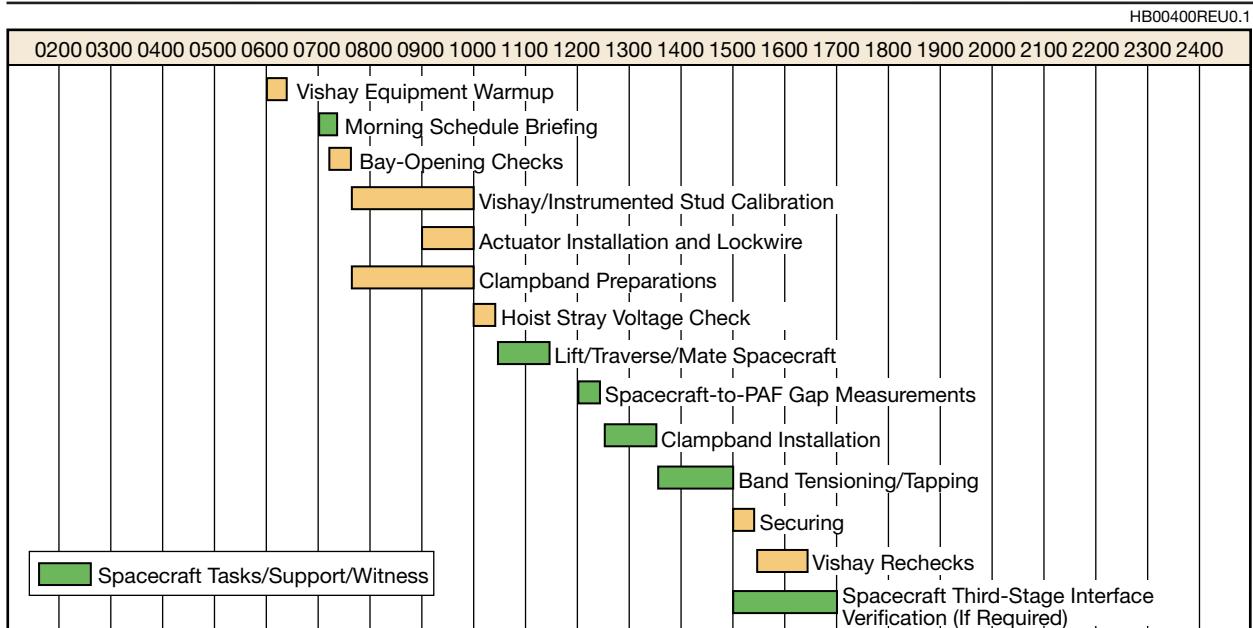 HB00400REU0.1
0200 0300 0400 0500 0600 0700 0800 0900 1000 1100 1200 1300 1400 1500 1600 1700 1800 1900 2000 2100 2200 2300 2400
Vishay Equipment Warmup
Morning Schedule Briefing
Bay-Opening Checks
Vishay/Instrumented Stud Calibration
Actuator Installation and Lockwire
Clampband Preparations
Hoist Stray Voltage Check
Lift/Traverse/Mate Spacecraft
Spacecraft-to-PAF Gap Measurements
Clampband Installation
Band Tensioning/Tapping
Securing
Vishay Rechecks
Spacecraft Tasks/Support/Witness
Spacecraft Third-Stage Interface
Verification (If Required)